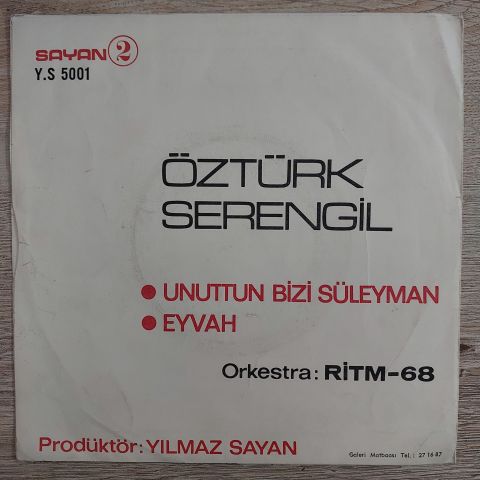 SAYAN 2
Y.S 5001
ÖZTÜRK
SERENGİL
● UNUTTUN BİZİ SÜLEYMAN
● EYVAH
Orkestra: RİTM-68
Prodüktör: YILMAZ SAYAN
Galeri Matbaası Tel.: 27 16 87